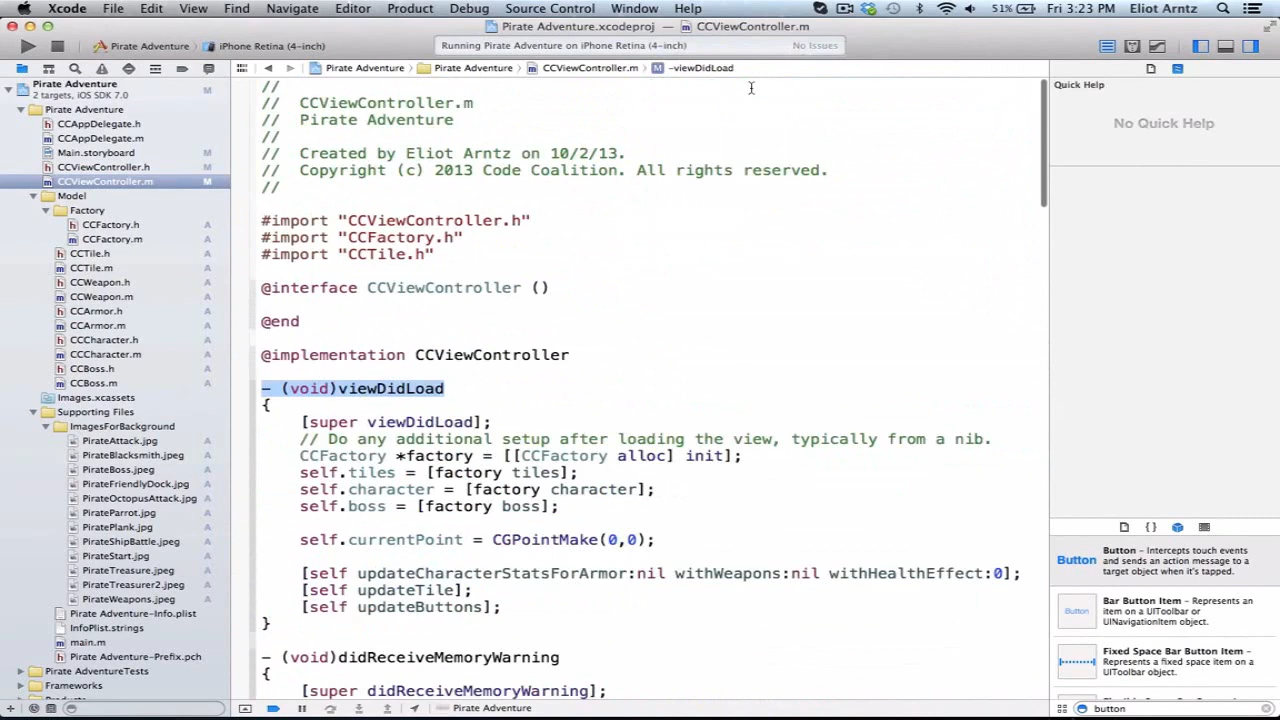 Xcode File Edit View Find Navigate Editor Product Debug Source Control Window Help 51% Fri 3:23 PM Eliot Arntz
Pirate Adventure.xcodeproj — CCViewController.m
Pirate Adventure iPhone Retina (4-inch) Running Pirate Adventure on iPhone Retina (4-inch) No Issues
Pirate Adventure Pirate Adventure CCViewController.m M -viewDidLoad
Pirate Adventure M
2 targets, iOS SDK 7.0
Pirate Adventure
h CCAppDelegate.h
m CCAppDelegate.m
Main.storyboard M
h CCViewController.h M
m CCViewController.m M
Model
Factory
h CCFactory.h A
m CCFactory.m A
h CCTile.h A
m CCTile.m A
h CCWeapon.h A
m CCWeapon.m A
h CCArmor.h A
m CCArmor.m A
h CCCharacter.h A
m CCCharacter.m A
h CCBoss.h A
m CCBoss.m A
Images.xcassets
Supporting Files
ImagesForBackground
PirateAttack.jpg A
PirateBlacksmith.jpeg A
PirateBoss.jpeg A
PirateFriendlyDock.jpg A
PirateOctopusAttack.jpg A
PirateParrot.jpg A
PiratePlank.jpg A
PirateShipBattle.jpeg A
PirateStart.jpg A
PirateTreasure.jpeg A
PirateTreasurer2.jpeg A
PirateWeapons.jpeg A
Pirate Adventure-Info.plist
InfoPlist.strings
m main.m
h Pirate Adventure-Prefix.pch
Pirate AdventureTests
Frameworks
//
// CCViewController.m
// Pirate Adventure
//
// Created by Eliot Arntz on 10/2/13.
// Copyright (c) 2013 Code Coalition. All rights reserved.
//
#import "CCViewController.h"
#import "CCFactory.h"
#import "CCTile.h"
@interface CCViewController ()
@end
@implementation CCViewController
- (void)viewDidLoad
{
[super viewDidLoad];
// Do any additional setup after loading the view, typically from a nib.
CCFactory *factory = [[CCFactory alloc] init];
self.tiles = [factory tiles];
self.character = [factory character];
self.boss = [factory boss];
self.currentPoint = CGPointMake(0,0);
[self updateCharacterStatsForArmor:nil withWeapons:nil withHealthEffect:0];
[self updateTile];
[self updateButtons];
}
- (void)didReceiveMemoryWarning
{
[super didReceiveMemoryWarning];
Pirate Adventure
Quick Help
No Quick Help
{ }
Button
Button – Intercepts touch events
and sends an action message to a
target object when it's tapped.
Button
Bar Button Item – Represents an
item on a UIToolbar or
UINavigationItem object.
Fixed Space Bar Button Item –
Represents a fixed space item on a
UIToolbar object.
button